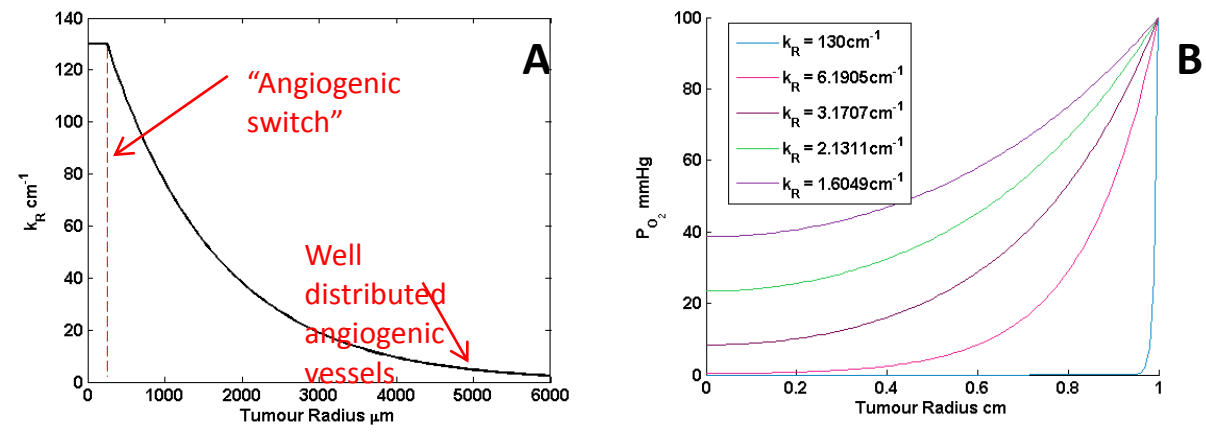 140
120
100
80
60
40
20
0
k_R cm⁻¹
0 1000 2000 3000 4000 5000 6000
Tumour Radius μm
"Angiogenic
switch"
Well
distributed
angiogenic
vessels
A
100
80
60
40
20
0
P_O₂ mmHg
0 0.2 0.4 0.6 0.8 1
Tumour Radius cm
k_R = 130cm⁻¹
k_R = 6.1905cm⁻¹
k_R = 3.1707cm⁻¹
k_R = 2.1311cm⁻¹
k_R = 1.6049cm⁻¹
B